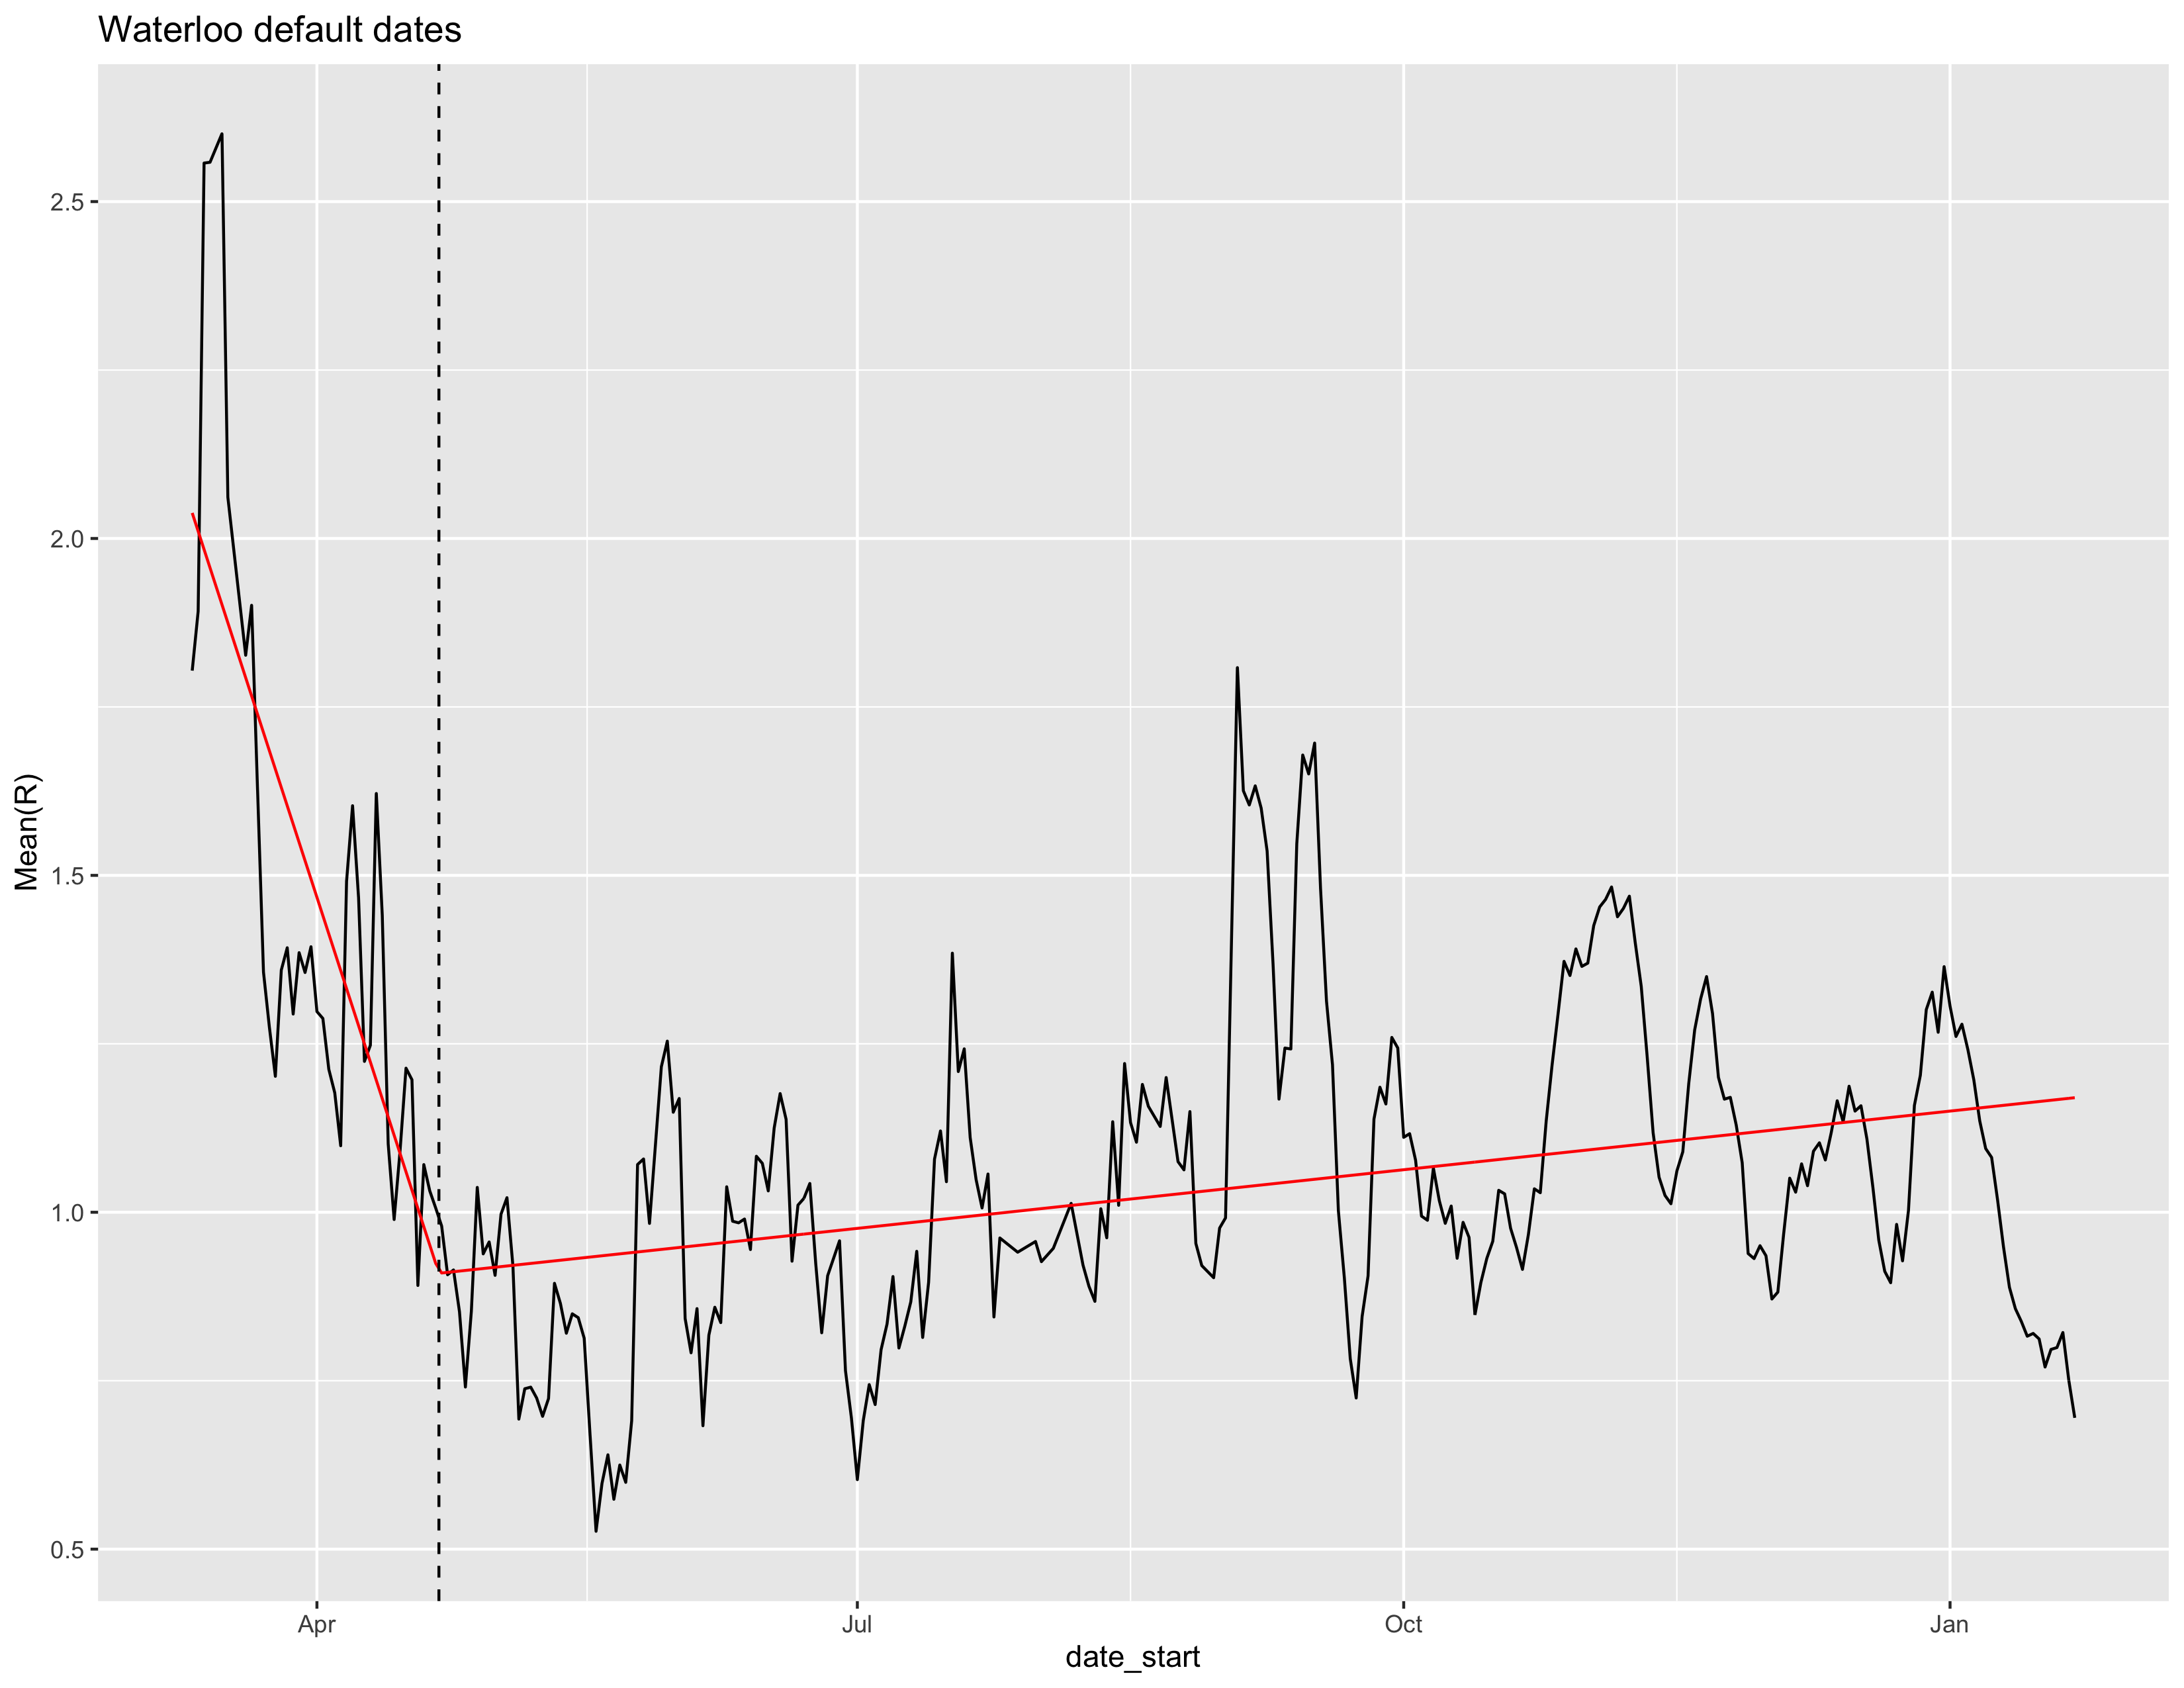 Waterloo default dates
Mean(R)
2.5
2.0
1.5
1.0
0.5
Apr
Jul
Oct
Jan
date_start